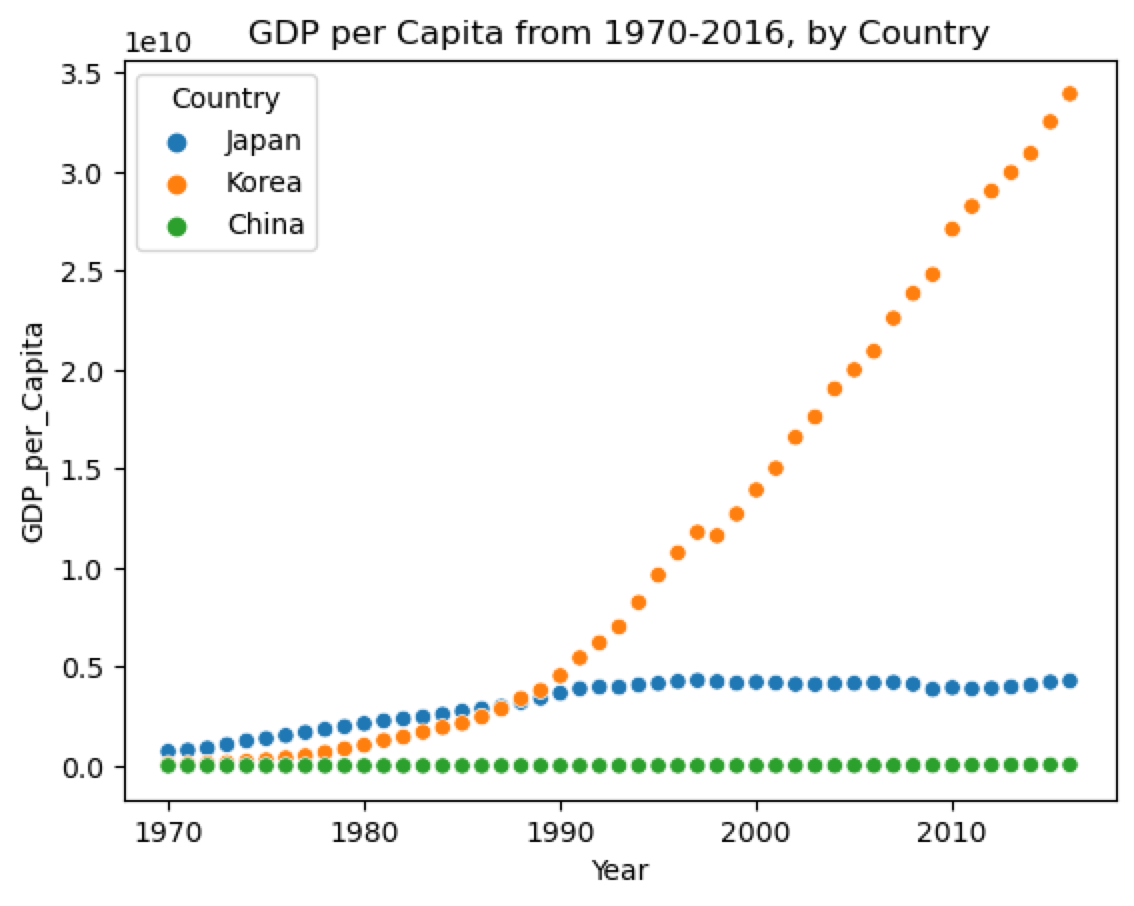 GDP per Capita from 1970-2016, by Country
1e10
3.5
3.0
2.5
2.0
1.5
1.0
0.5
0.0
GDP_per_Capita
Country
Japan
Korea
China
1970 1980 1990 2000 2010
Year